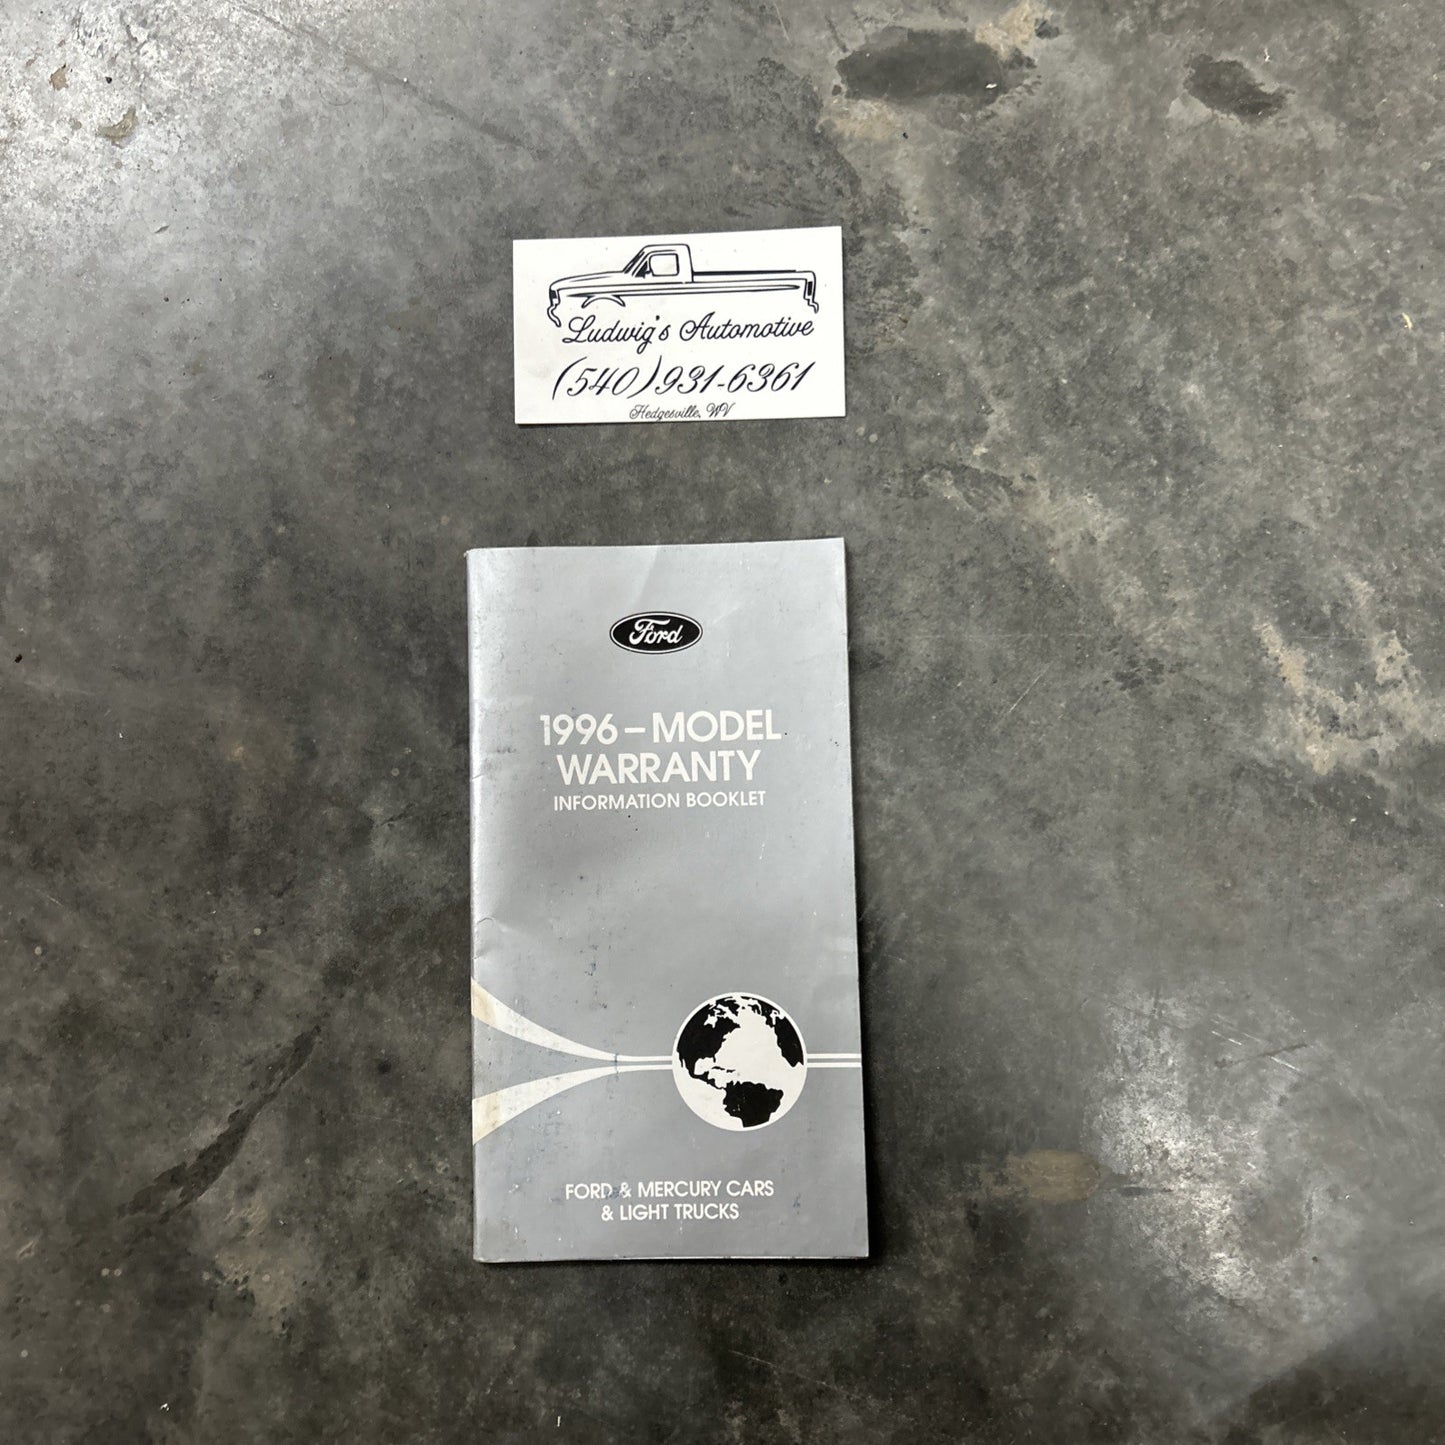 Ludwig's Automotive
(540)931-6361
Hedgesville, WV
Ford
1996 – MODEL
WARRANTY
INFORMATION BOOKLET
FORD & MERCURY CARS
& LIGHT TRUCKS